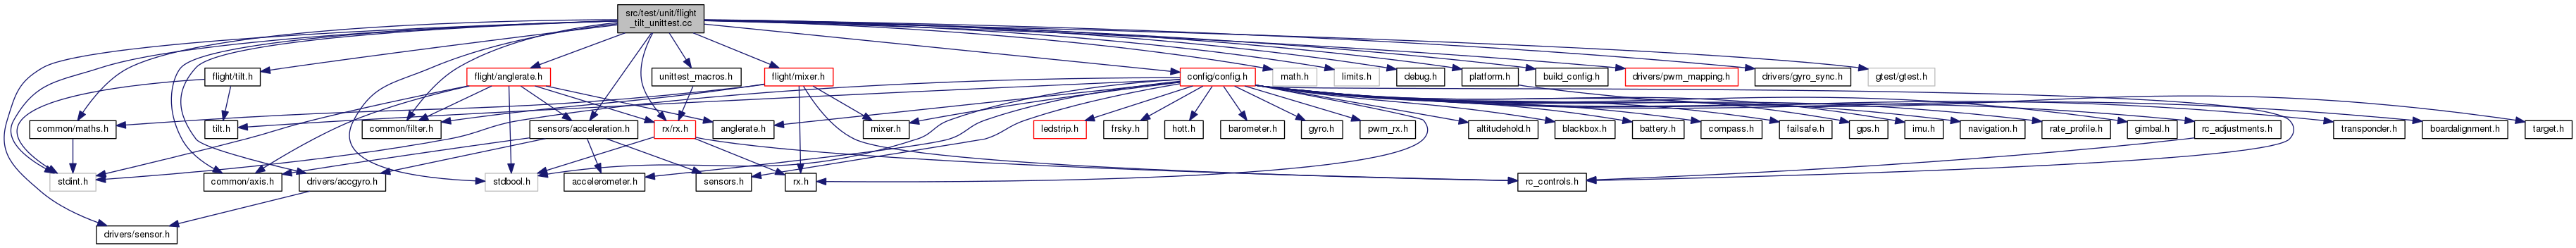 src/test/unit/flight
_tilt_unittest.cc
flight/tilt.h
flight/anglerate.h
unittest_macros.h
flight/mixer.h
config/config.h
math.h
limits.h
debug.h
platform.h
build_config.h
drivers/pwm_mapping.h
drivers/gyro_sync.h
gtest/gtest.h
common/maths.h
tilt.h
common/filter.h
sensors/acceleration.h
rx/rx.h
anglerate.h
mixer.h
ledstrip.h
frsky.h
hott.h
barometer.h
gyro.h
pwm_rx.h
altitudehold.h
blackbox.h
battery.h
compass.h
failsafe.h
gps.h
imu.h
navigation.h
rate_profile.h
gimbal.h
rc_adjustments.h
transponder.h
boardalignment.h
target.h
stdint.h
common/axis.h
drivers/accgyro.h
stdbool.h
accelerometer.h
sensors.h
rx.h
rc_controls.h
drivers/sensor.h